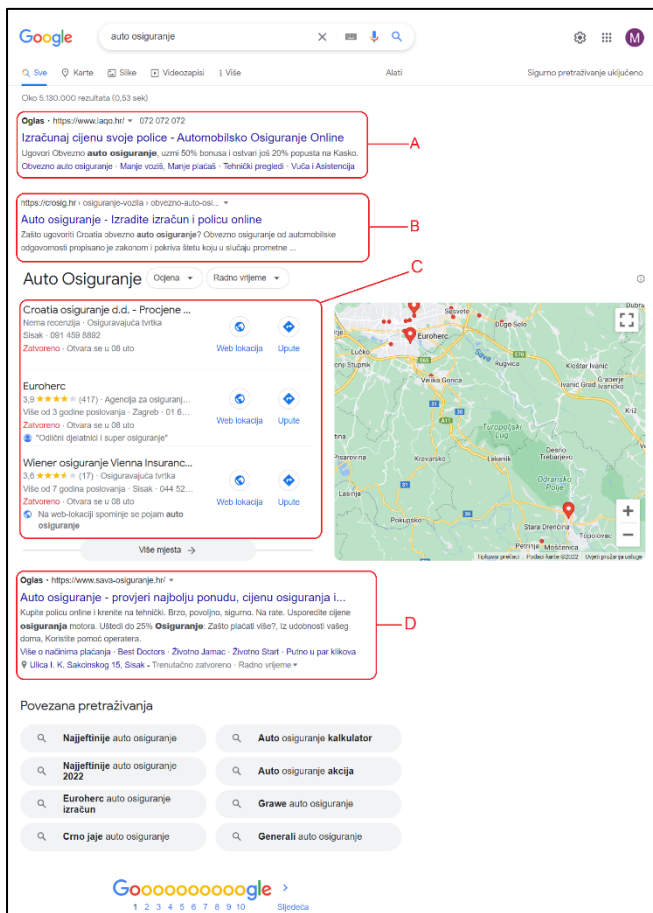 Google
auto osiguranje
M
Sve Karte Slike Videozapisi Više Alati Sigurno pretraživanje uključeno
Oko 5.130.000 rezultata (0,53 sek)
Oglas · https://www.laqo.hr/ 072 072 072
Izračunaj cijenu svoje police - Automobilsko Osiguranje Online
Ugovori Obvezno auto osiguranje, uzmi 50% bonusa i ostvari još 20% popusta na Kasko.
Obvezno auto osiguranje · Manje voziš, Manje plaćaš · Tehnički pregledi · Vuča i Asistencija
A
https://crosig.hr › osiguranje-vozila › obvezno-auto-osi...
Auto osiguranje - Izradite izračun i policu online
Zašto ugovoriti Croatia obvezno auto osiguranje? Obvezno osiguranje od automobilske
odgovornosti propisano je zakonom i pokriva štetu koju u slučaju prometne ...
B
Auto Osiguranje Ocjena Radno vrijeme
C
Croatia osiguranje d.d. - Procjene ...
Nema recenzija · Osiguravajuća tvrtka
Sisak · 091 459 8892
Zatvoreno · Otvara se u 08 uto
Web lokacija Upute
Euroherc
3,9 (417) · Agencija za osiguranj...
Više od 3 godine poslovanja · Zagreb · 01 6...
Zatvoreno · Otvara se u 08 uto
"Odlični djelatnici i super osiguranje"
Web lokacija Upute
Wiener osiguranje Vienna Insuranc...
3,6 (17) · Osiguravajuća tvrtka
Više od 7 godina poslovanja · Sisak · 044 52...
Zatvoreno · Otvara se u 08 uto
Na web-lokaciji spominje se pojam auto
osiguranje
Web lokacija Upute
Više mjesta
Dubra
Sesvete
Dugo Selo
Euroherc
Lučko
Sava
Rugvica
Kloštar Ivanić
Velika Gorica
Ivanić Grad
Križ
Turopoljski
Lug
Pisarovina
Kravarsko
Lekenik
Desno
Trebarjevo
Odransko
Polje
Lasinja
Pokupsko
Stara Drenčina
Topolovac
Petrinja
Mošćenica
Tipkovni prečaci Podaci karte ©2022 Uvjeti pružanja usluge
Oglas · https://www.sava-osiguranje.hr/
Auto osiguranje - provjeri najbolju ponudu, cijenu osiguranja i...
Kupite policu online i krenite na tehnički. Brzo, povoljno, sigurno. Na rate. Usporedite cijene
osiguranja motora. Uštedi do 25% Osiguranje: Zašto plaćati više?, Iz udobnosti vašeg
doma, Koristite pomoć operatera.
Više o načinima plaćanja · Best Doctors · Životno Jamac · Životno Start · Putno u par klikova
Ulica I. K. Sakcinskog 15, Sisak - Trenutačno zatvoreno · Radno vrijeme
D
Povezana pretraživanja
Najjeftinije auto osiguranje
Auto osiguranje kalkulator
Najjeftinije auto osiguranje
2022
Auto osiguranje akcija
Euroherc auto osiguranje
izračun
Grawe auto osiguranje
Crno jaje auto osiguranje
Generali auto osiguranje
Goooooooooogle
1 2 3 4 5 6 7 8 9 10 Sljedeća